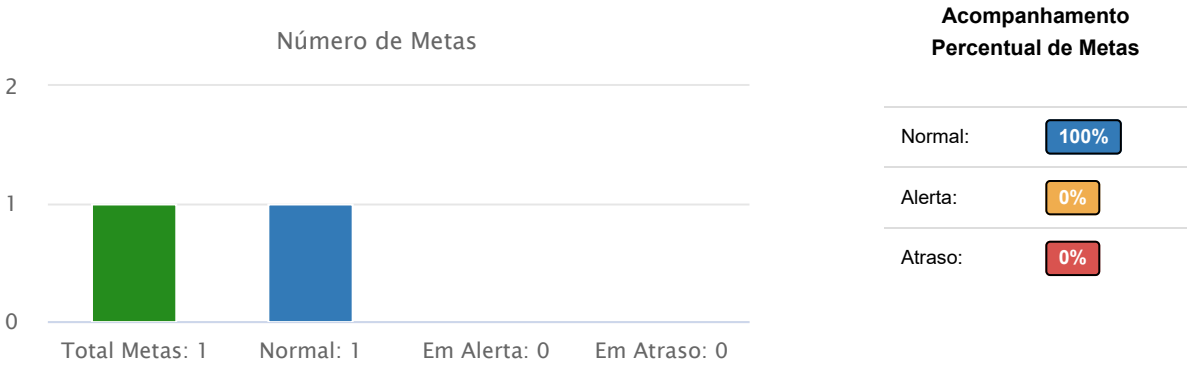 Número de Metas
2
1
0
Total Metas: 1
Normal: 1
Em Alerta: 0
Em Atraso: 0
Acompanhamento
Percentual de Metas
Normal: 100%
Alerta: 0%
Atraso: 0%